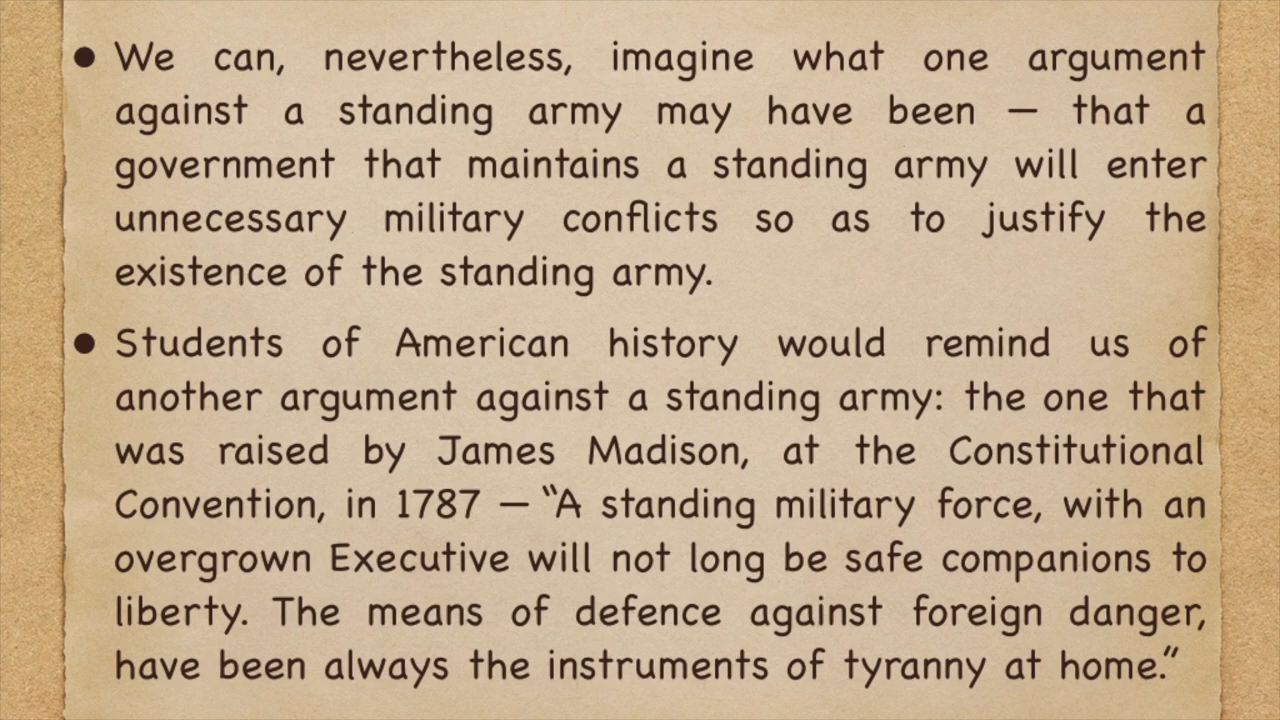 • We can, nevertheless, imagine what one argument
against a standing army may have been — that a
government that maintains a standing army will enter
unnecessary military conflicts so as to justify the
existence of the standing army.
• Students of American history would remind us of
another argument against a standing army: the one that
was raised by James Madison, at the Constitutional
Convention, in 1787 — “A standing military force, with an
overgrown Executive will not long be safe companions to
liberty. The means of defence against foreign danger,
have been always the instruments of tyranny at home.”